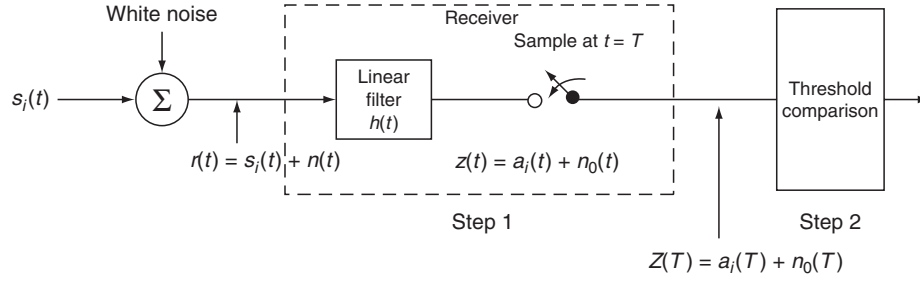 White noise
Receiver
Sample at t = T
s_i(t)
Σ
Linear
filter
h(t)
Threshold
comparison
r(t) = s_i(t) + n(t)
z(t) = a_i(t) + n_0(t)
Step 1
Step 2
Z(T) = a_i(T) + n_0(T)